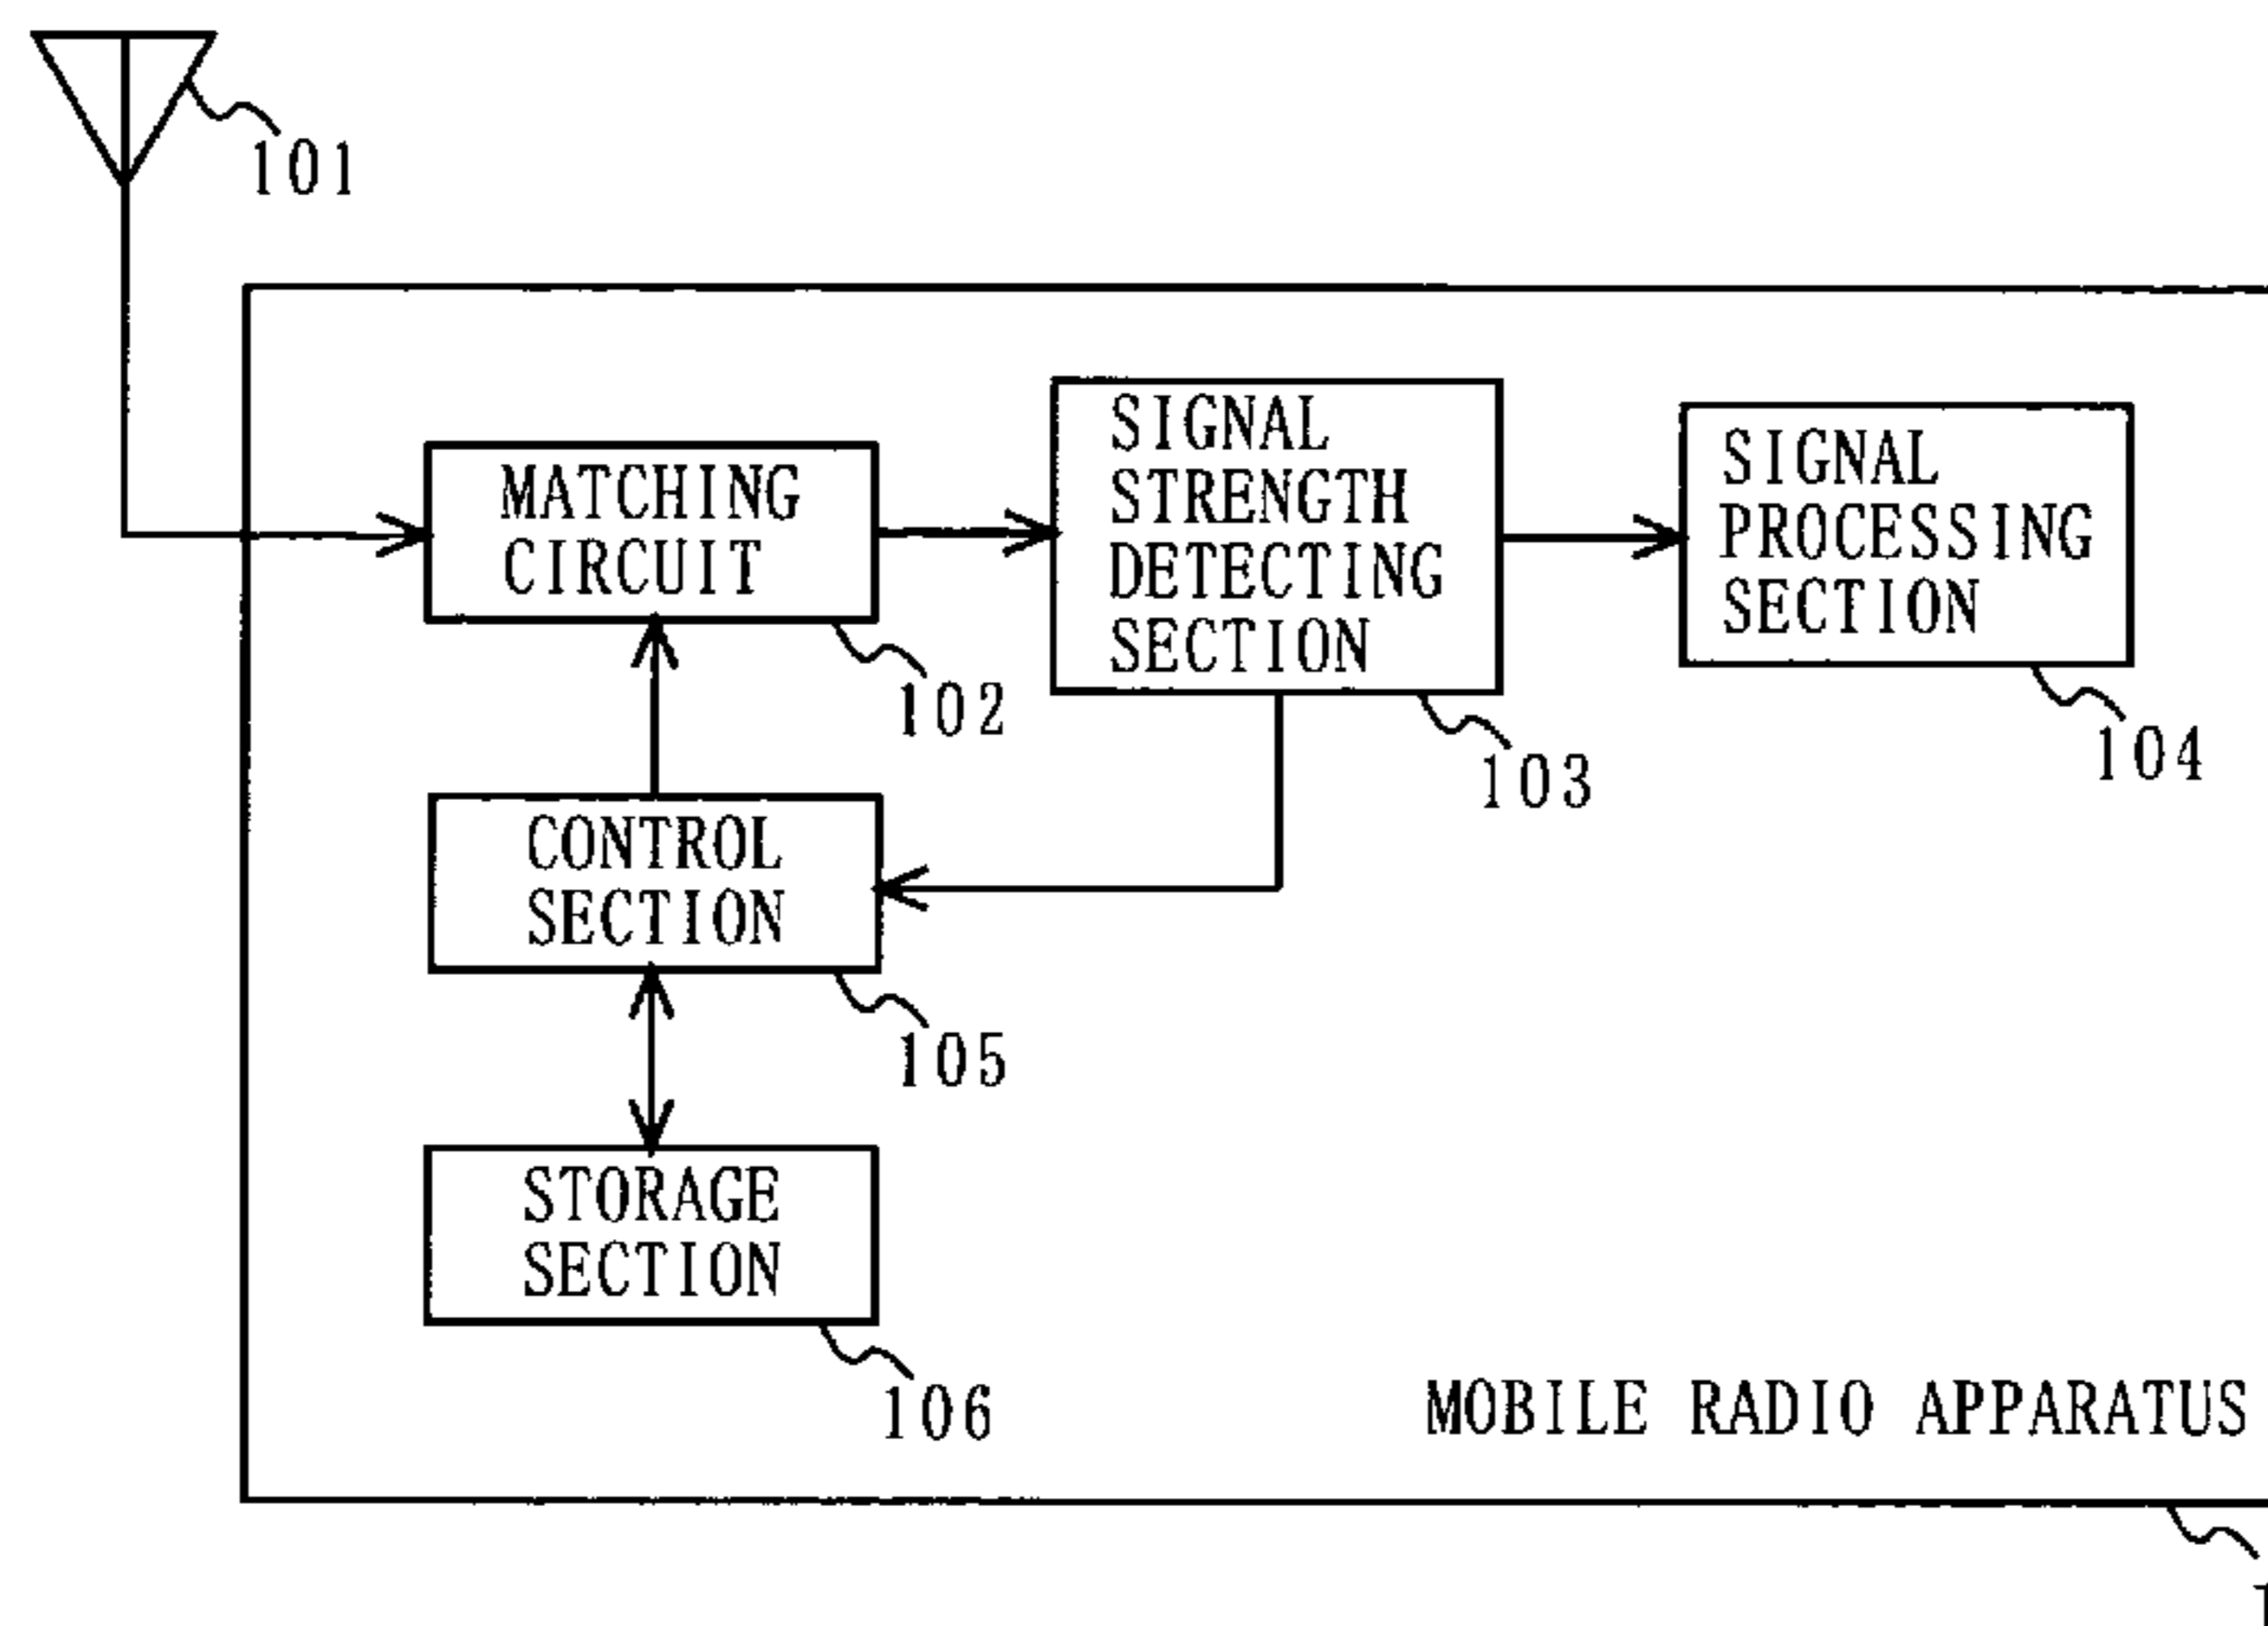 101
MATCHING
CIRCUIT
102
SIGNAL
STRENGTH
DETECTING
SECTION
103
SIGNAL
PROCESSING
SECTION
104
CONTROL
SECTION
105
STORAGE
SECTION
106
MOBILE RADIO APPARATUS